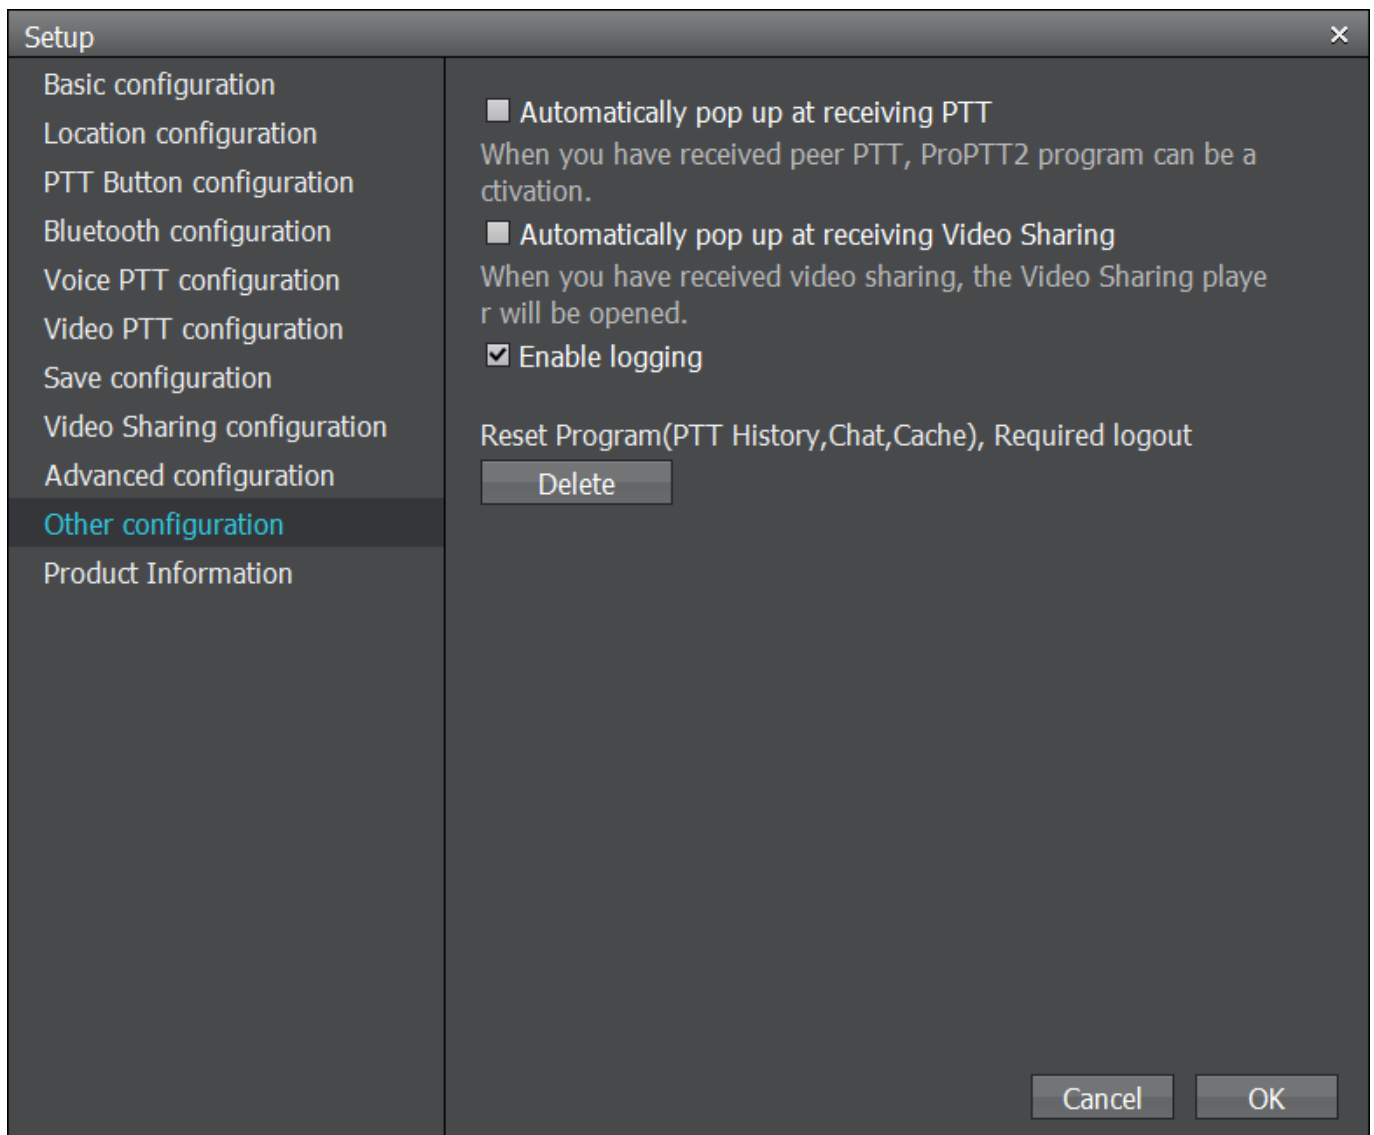 Setup
Basic configuration
Location configuration
PTT Button configuration
Bluetooth configuration
Voice PTT configuration
Video PTT configuration
Save configuration
Video Sharing configuration
Advanced configuration
Other configuration
Product Information
Automatically pop up at receiving PTT
When you have received peer PTT, ProPTT2 program can be a
ctivation.
Automatically pop up at receiving Video Sharing
When you have received video sharing, the Video Sharing playe
r will be opened.
Enable logging
Reset Program(PTT History,Chat,Cache), Required logout
Delete
Cancel
OK